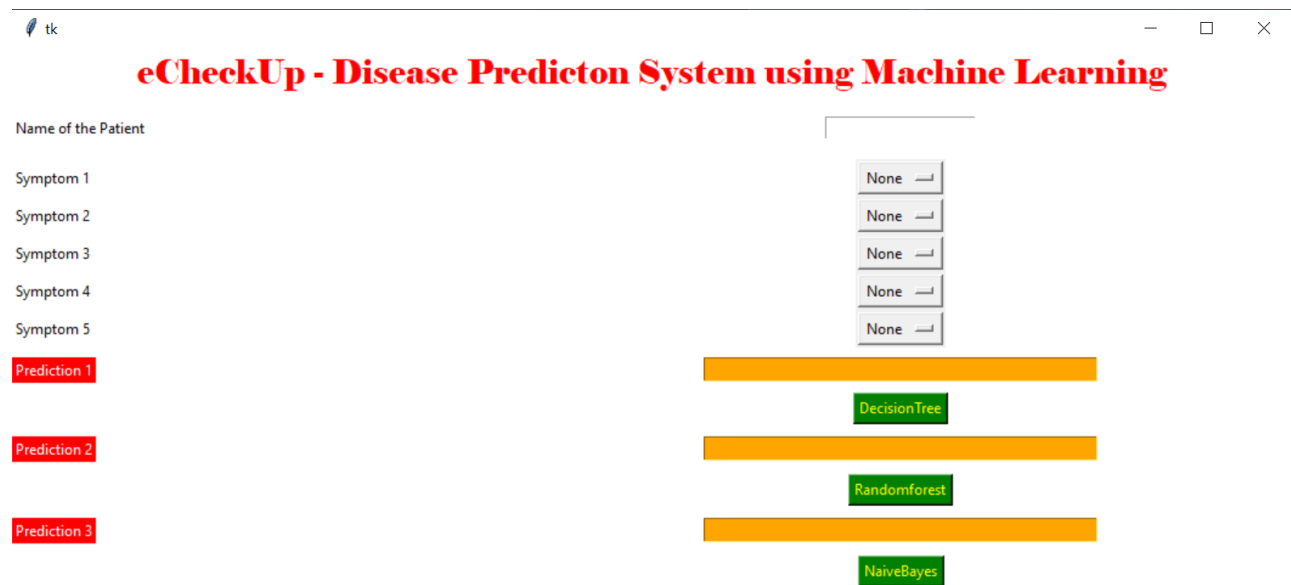 tk
eCheckUp - Disease Predicton System using Machine Learning
Name of the Patient
Symptom 1 None
Symptom 2 None
Symptom 3 None
Symptom 4 None
Symptom 5 None
Prediction 1
DecisionTree
Prediction 2
Randomforest
Prediction 3
NaiveBayes